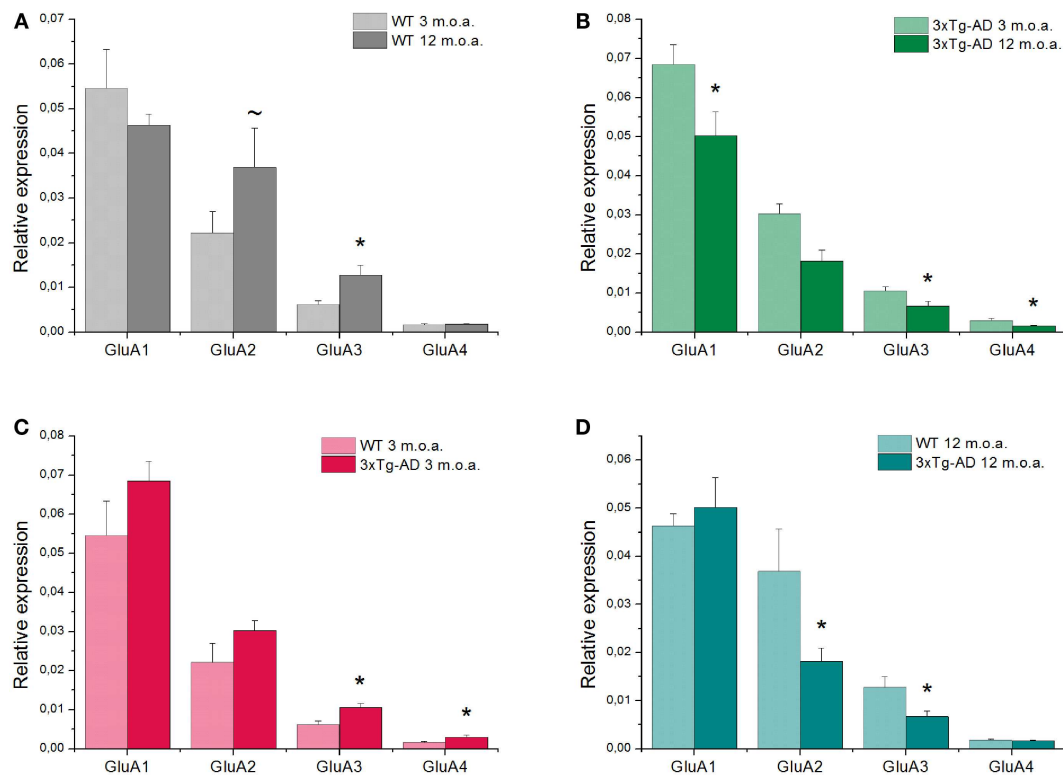 A
WT 3 m.o.a.
WT 12 m.o.a.
Relative expression
0,07
0,06
0,05
0,04
0,03
0,02
0,01
0,00
~
*
GluA1 GluA2 GluA3 GluA4
B
3xTg-AD 3 m.o.a.
3xTg-AD 12 m.o.a.
Relative expression
0,08
0,07
0,06
0,05
0,04
0,03
0,02
0,01
0,00
*
*
*
GluA1 GluA2 GluA3 GluA4
C
WT 3 m.o.a.
3xTg-AD 3 m.o.a.
Relative expression
0,08
0,07
0,06
0,05
0,04
0,03
0,02
0,01
0,00
*
*
GluA1 GluA2 GluA3 GluA4
D
WT 12 m.o.a.
3xTg-AD 12 m.o.a.
Relative expression
0,06
0,05
0,04
0,03
0,02
0,01
0,00
*
*
GluA1 GluA2 GluA3 GluA4